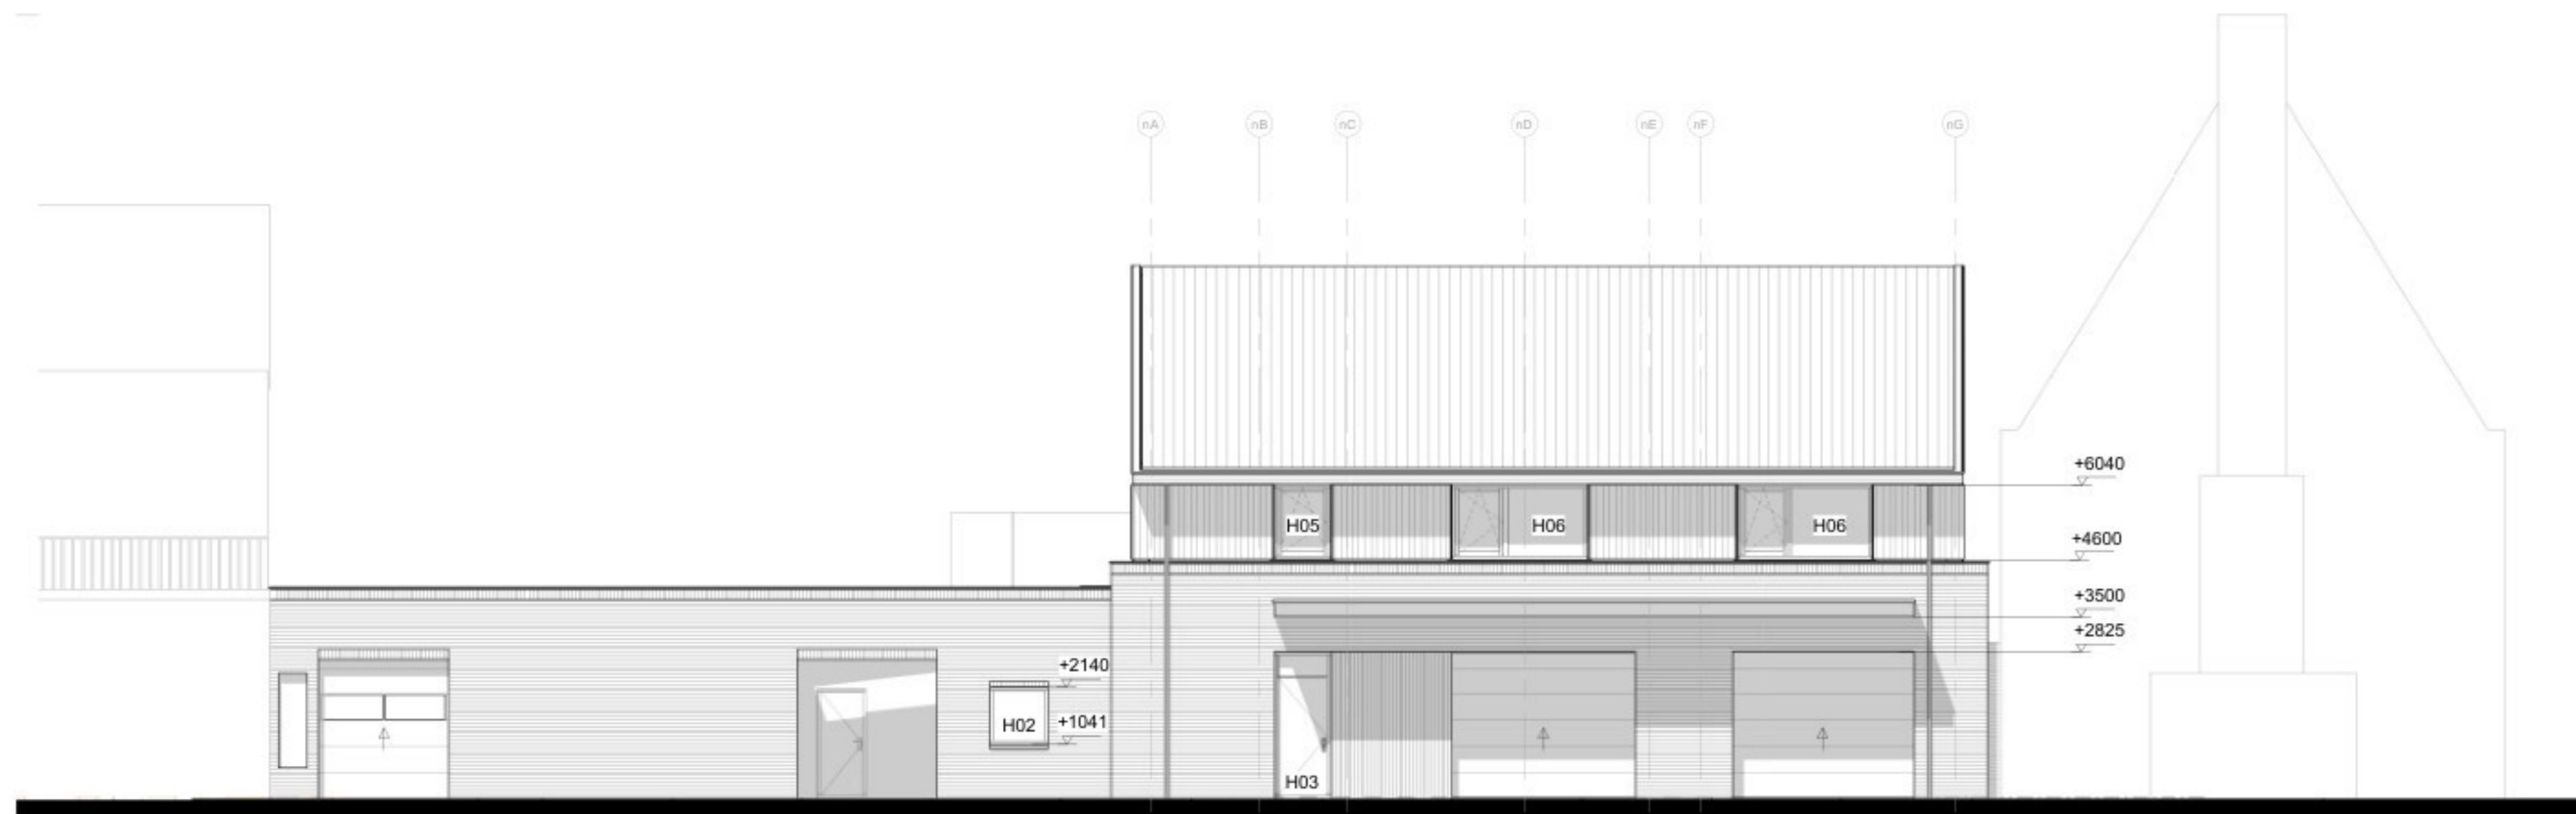 nA
nB
nC
nD
nE
nF
nG
+6040
H05
H06
H06
+4600
+3500
+2825
+2140
H02
+1041
H03